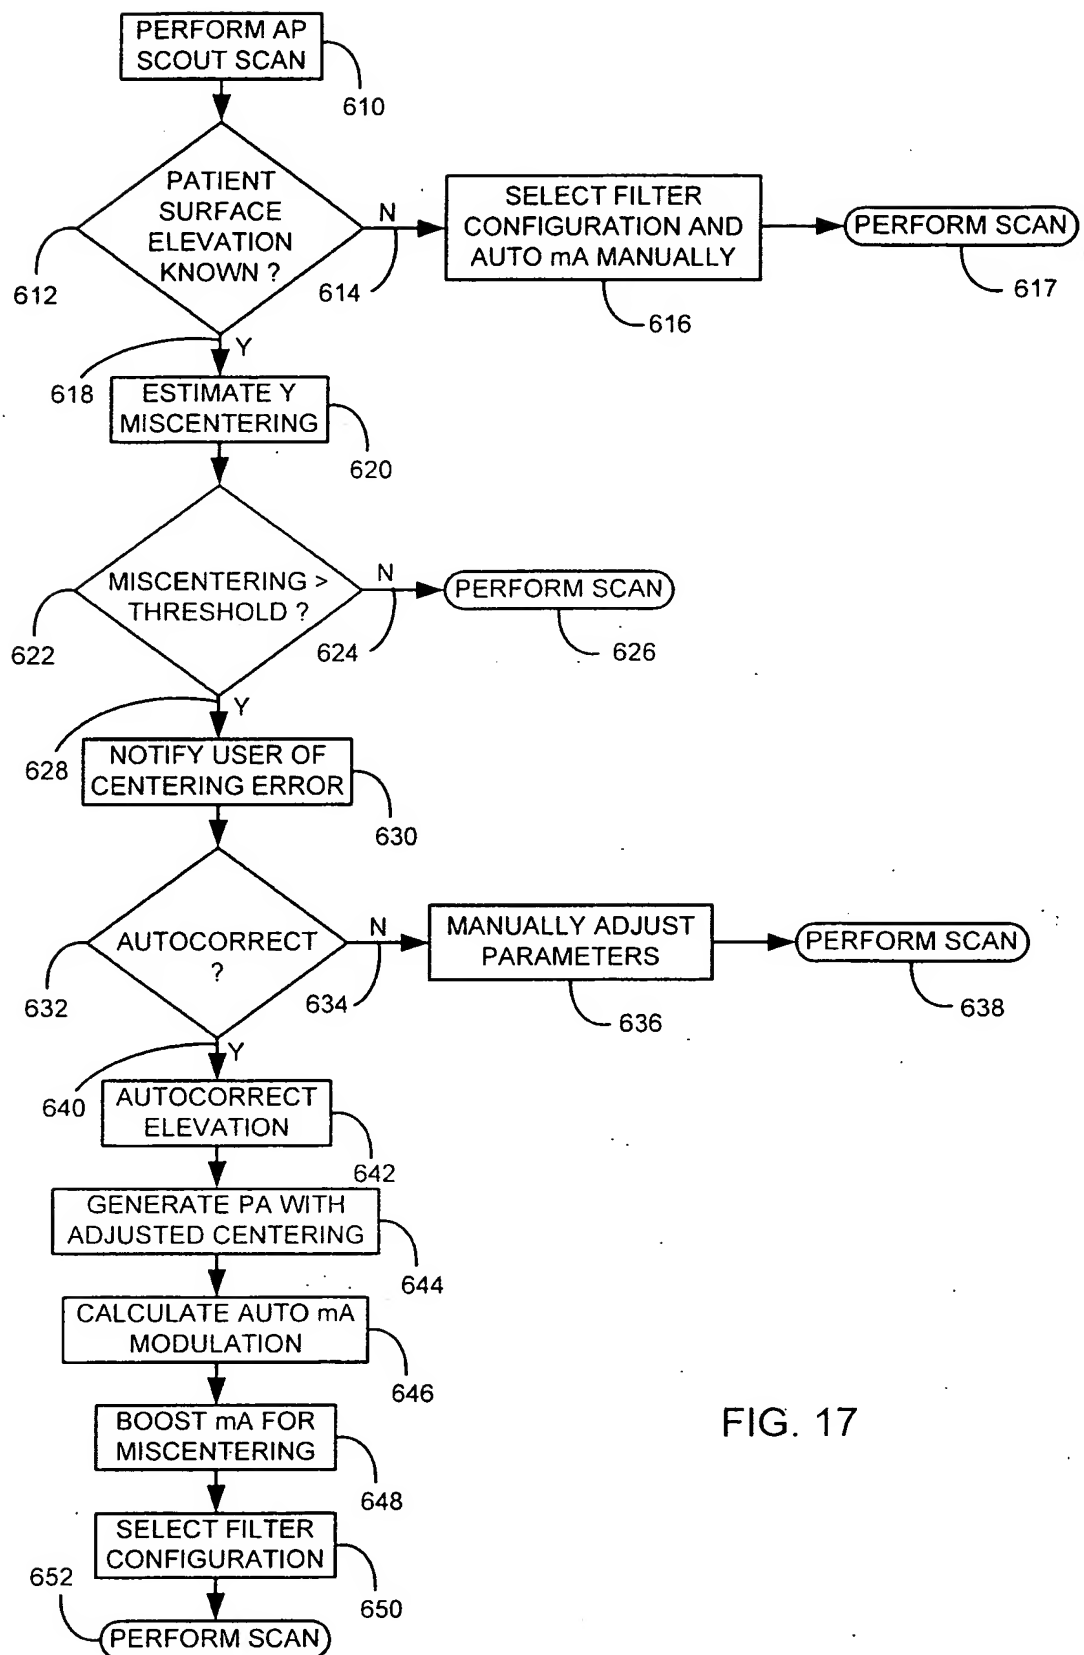 PERFORM AP
SCOUT SCAN
610
PATIENT
SURFACE
ELEVATION
KNOWN ?
612
N
614
SELECT FILTER
CONFIGURATION AND
AUTO mA MANUALLY
616
PERFORM SCAN
617
Y
618
ESTIMATE Y
MISCENTERING
620
MISCENTERING >
THRESHOLD ?
622
N
624
PERFORM SCAN
626
Y
628
NOTIFY USER OF
CENTERING ERROR
630
AUTOCORRECT
?
632
N
634
MANUALLY ADJUST
PARAMETERS
636
PERFORM SCAN
638
Y
640
AUTOCORRECT
ELEVATION
642
GENERATE PA WITH
ADJUSTED CENTERING
644
CALCULATE AUTO mA
MODULATION
646
BOOST mA FOR
MISCENTERING
648
SELECT FILTER
CONFIGURATION
650
652
PERFORM SCAN
FIG. 17